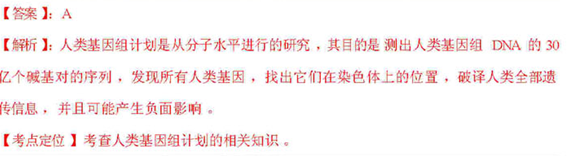 【答案】：A
【解析】：人类基因组计划是从分子水平进行的研究，其目的是 测出人类基因组 DNA 的 30
亿个碱基对的序列，发现所有人类基因，找出它们在染色体上的位置，破译人类全部遗
传信息，并且可能产生负面影响。
【考点定位】考查人类基因组计划的相关知识。